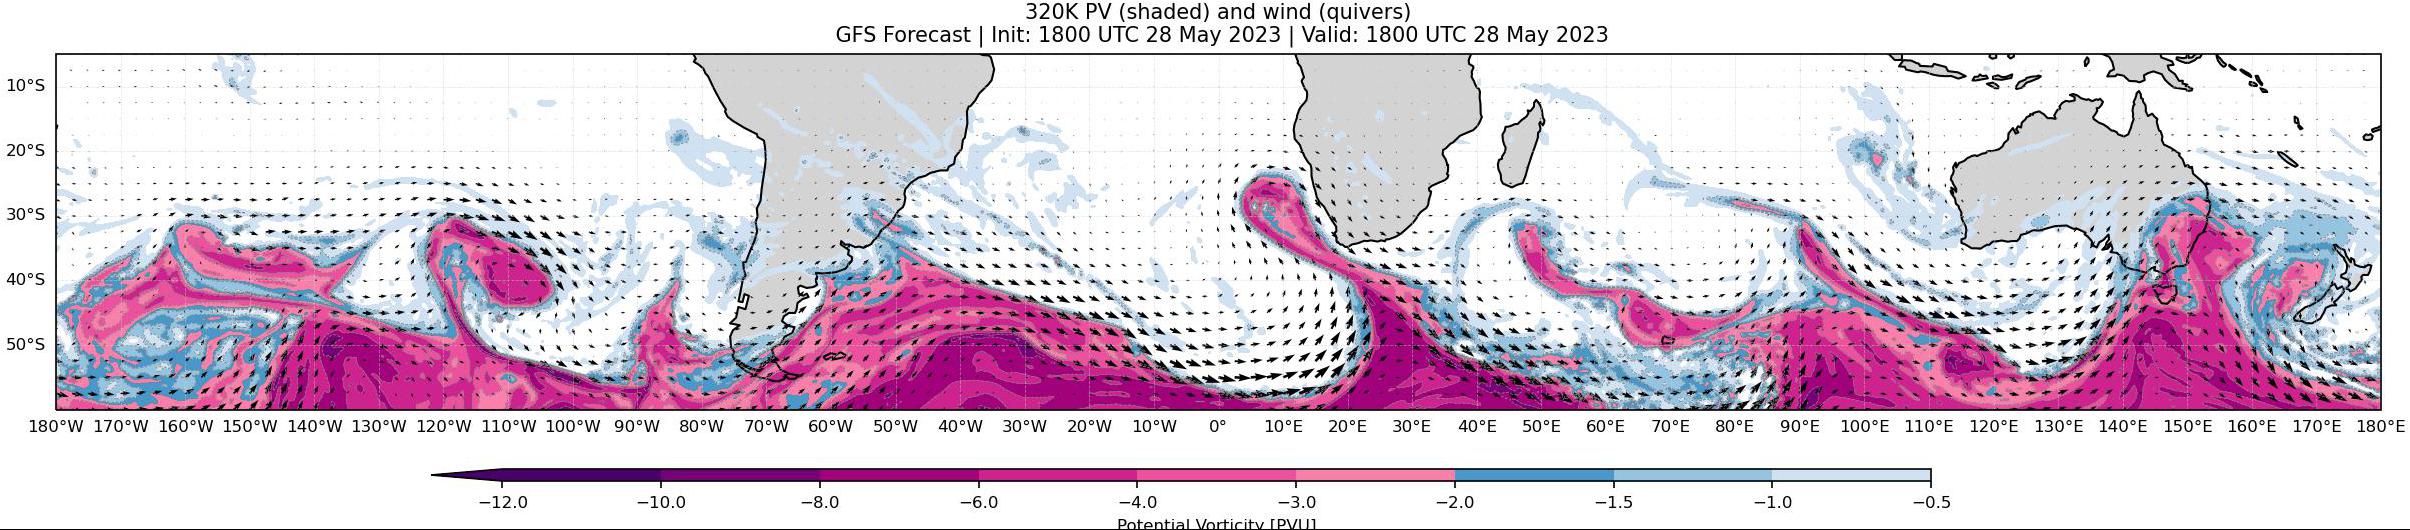 320K PV (shaded) and wind (quivers)
GFS Forecast | Init: 1800 UTC 28 May 2023 | Valid: 1800 UTC 28 May 2023
10°S
20°S
30°S
40°S
50°S
180°W 170°W 160°W 150°W 140°W 130°W 120°W 110°W 100°W 90°W 80°W 70°W 60°W 50°W 40°W 30°W 20°W 10°W 0° 10°E 20°E 30°E 40°E 50°E 60°E 70°E 80°E 90°E 100°E 110°E 120°E 130°E 140°E 150°E 160°E 170°E 180°E
−12.0 −10.0 −8.0 −6.0 −4.0 −3.0 −2.0 −1.5 −1.0 −0.5
Potential Vorticity [PVU]